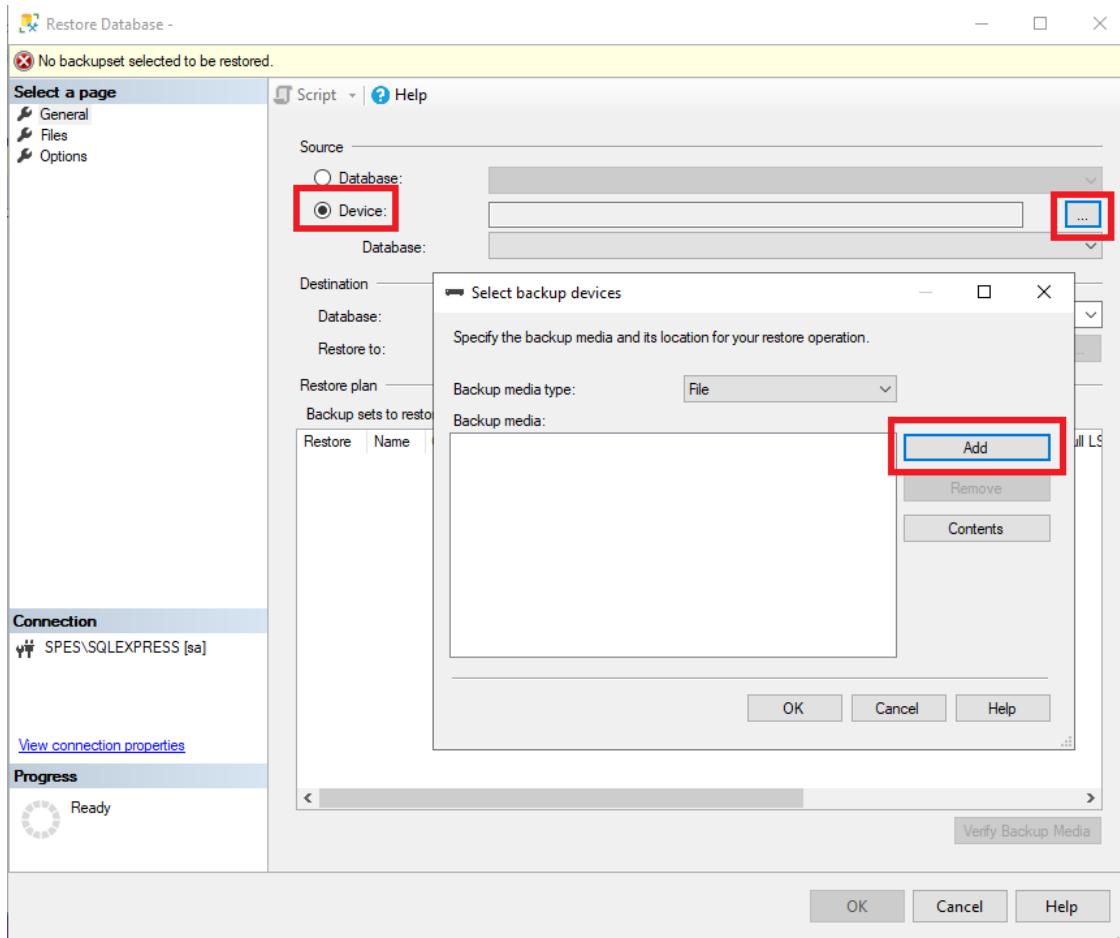 Restore Database -
No backupset selected to be restored.
Select a page
General
Files
Options
Script
Help
Source
Database:
Device:
...
Database:
Destination
Database:
Restore to:
Restore plan
Backup sets to resto
Restore Name
ull LS
Select backup devices
Specify the backup media and its location for your restore operation.
Backup media type: File
Backup media:
Add
Remove
Contents
OK Cancel Help
Connection
SPES\SQLEXPRESS [sa]
View connection properties
Progress
Ready
Verify Backup Media
OK Cancel Help